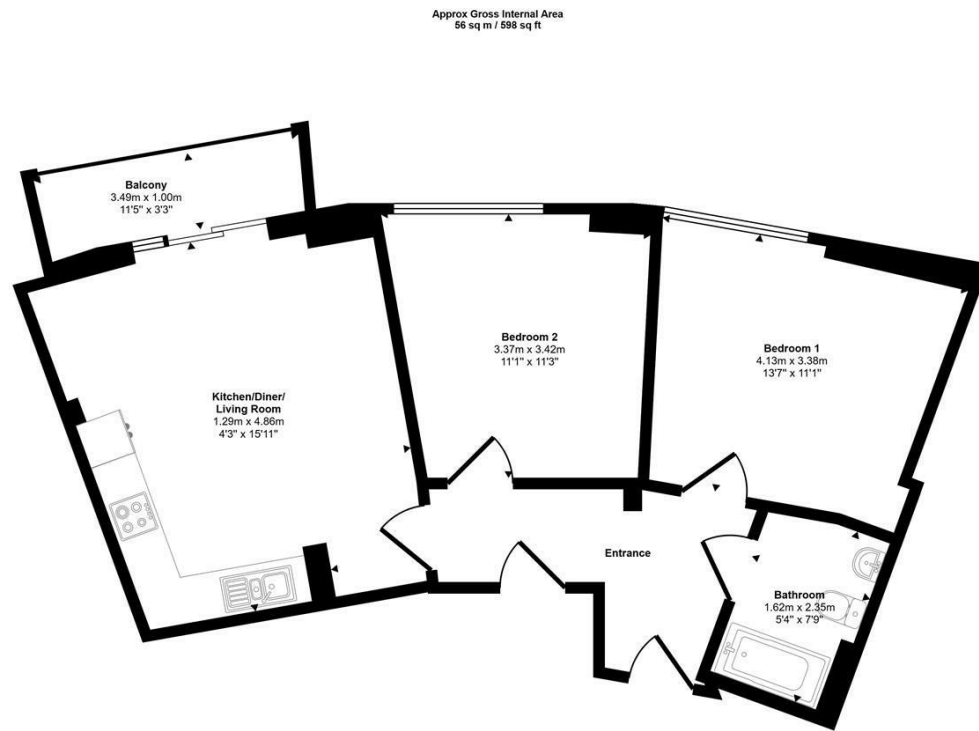 Approx Gross Internal Area
56 sq m / 598 sq ft
Balcony
3.49m x 1.00m
11'5" x 3'3"
Bedroom 2
3.37m x 3.42m
11'1" x 11'3"
Bedroom 1
4.13m x 3.38m
13'7" x 11'1"
Kitchen/Diner/
Living Room
1.29m x 4.86m
4'3" x 15'11"
Entrance
Bathroom
1.62m x 2.35m
5'4" x 7'9"